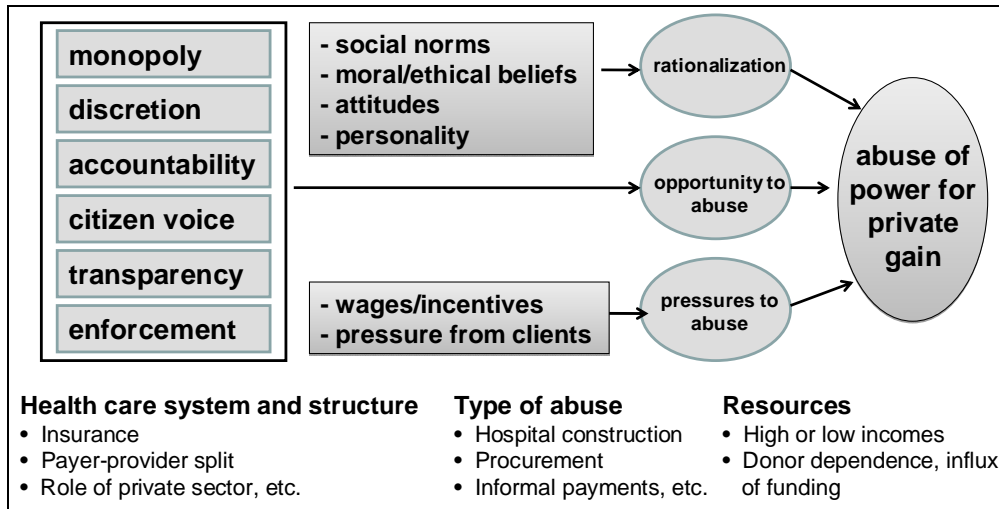 monopoly
discretion
accountability
citizen voice
transparency
enforcement
- social norms
- moral/ethical beliefs
- attitudes
- personality
- wages/incentives
- pressure from clients
rationalization
opportunity to
abuse
pressures to
abuse
abuse of
power for
private
gain
Health care system and structure
• Insurance
• Payer-provider split
• Role of private sector, etc.
Type of abuse
• Hospital construction
• Procurement
• Informal payments, etc.
Resources
• High or low incomes
• Donor dependence, influx
of funding